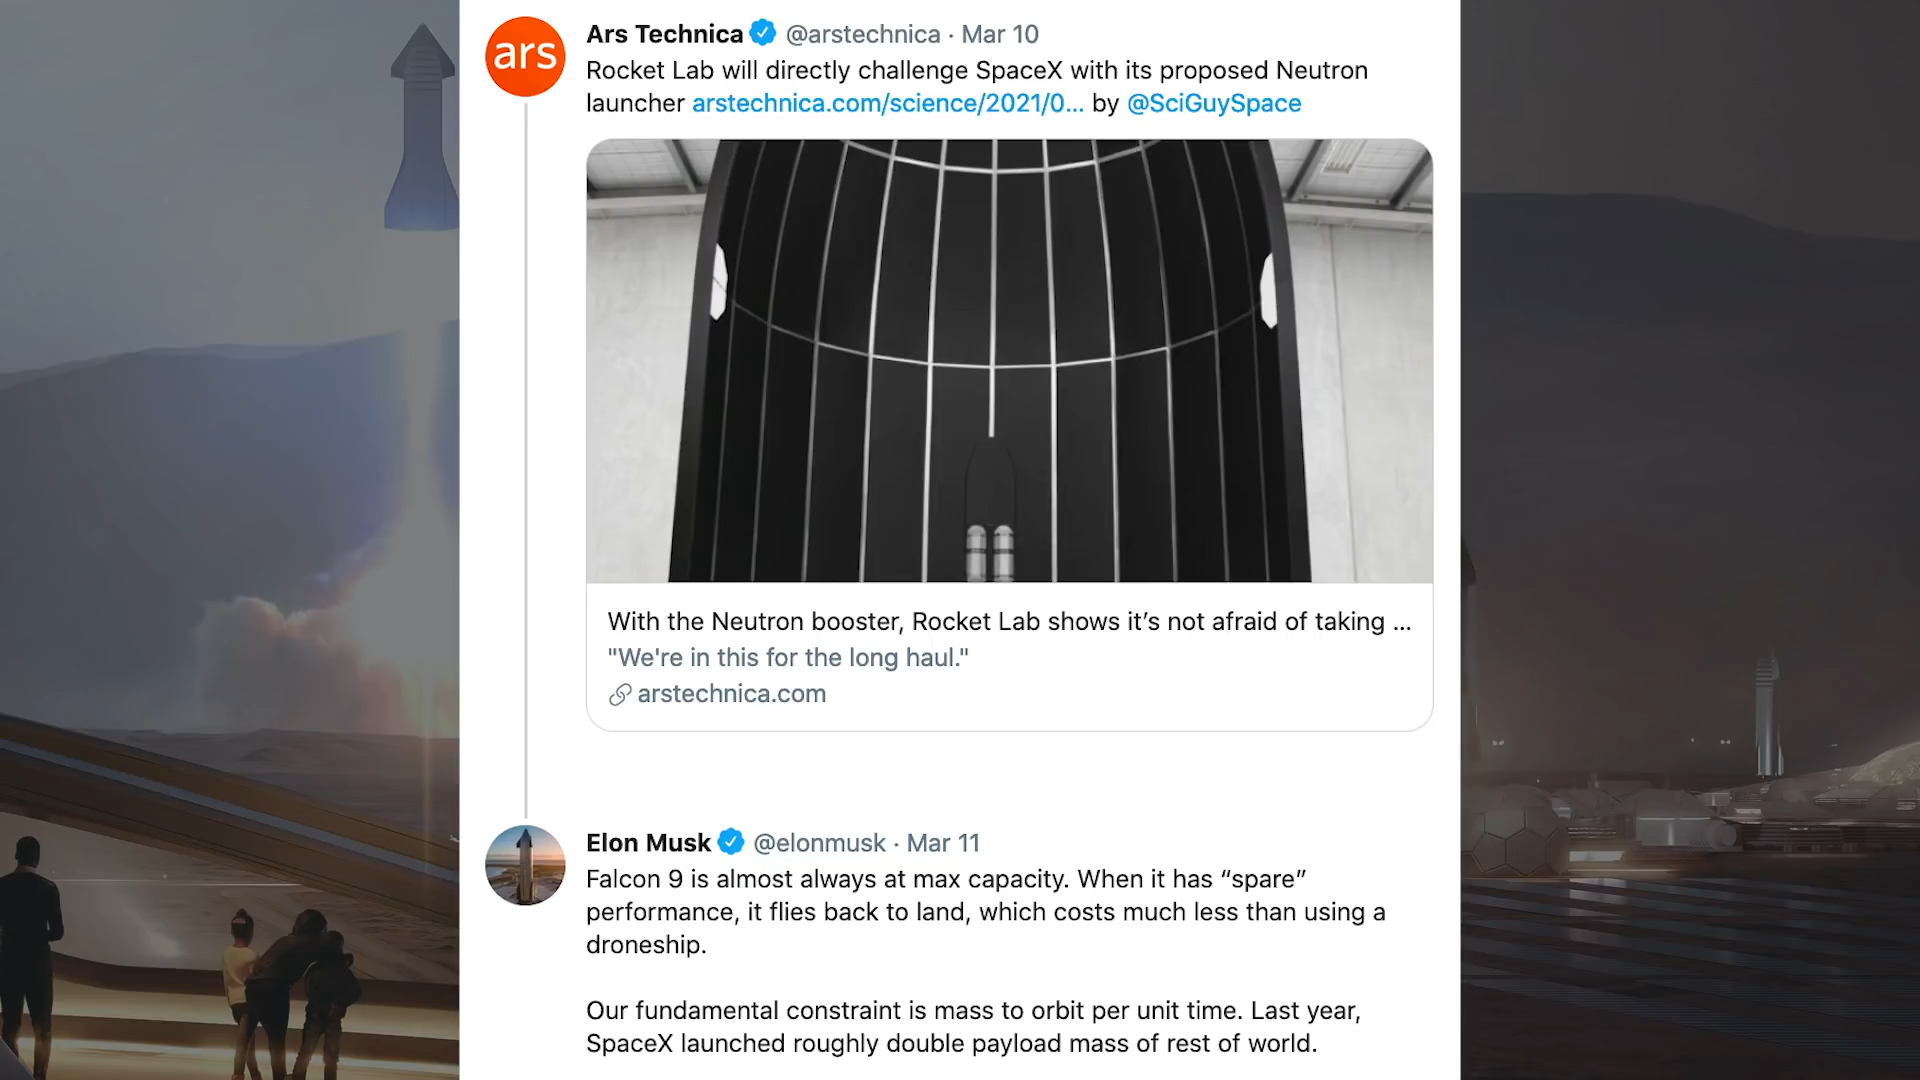 ars
Ars Technica @arstechnica · Mar 10
Rocket Lab will directly challenge SpaceX with its proposed Neutron
launcher arstechnica.com/science/2021/0... by @SciGuySpace
With the Neutron booster, Rocket Lab shows it’s not afraid of taking ...
"We're in this for the long haul."
arstechnica.com
Elon Musk @elonmusk · Mar 11
Falcon 9 is almost always at max capacity. When it has “spare”
performance, it flies back to land, which costs much less than using a
droneship.
Our fundamental constraint is mass to orbit per unit time. Last year,
SpaceX launched roughly double payload mass of rest of world.